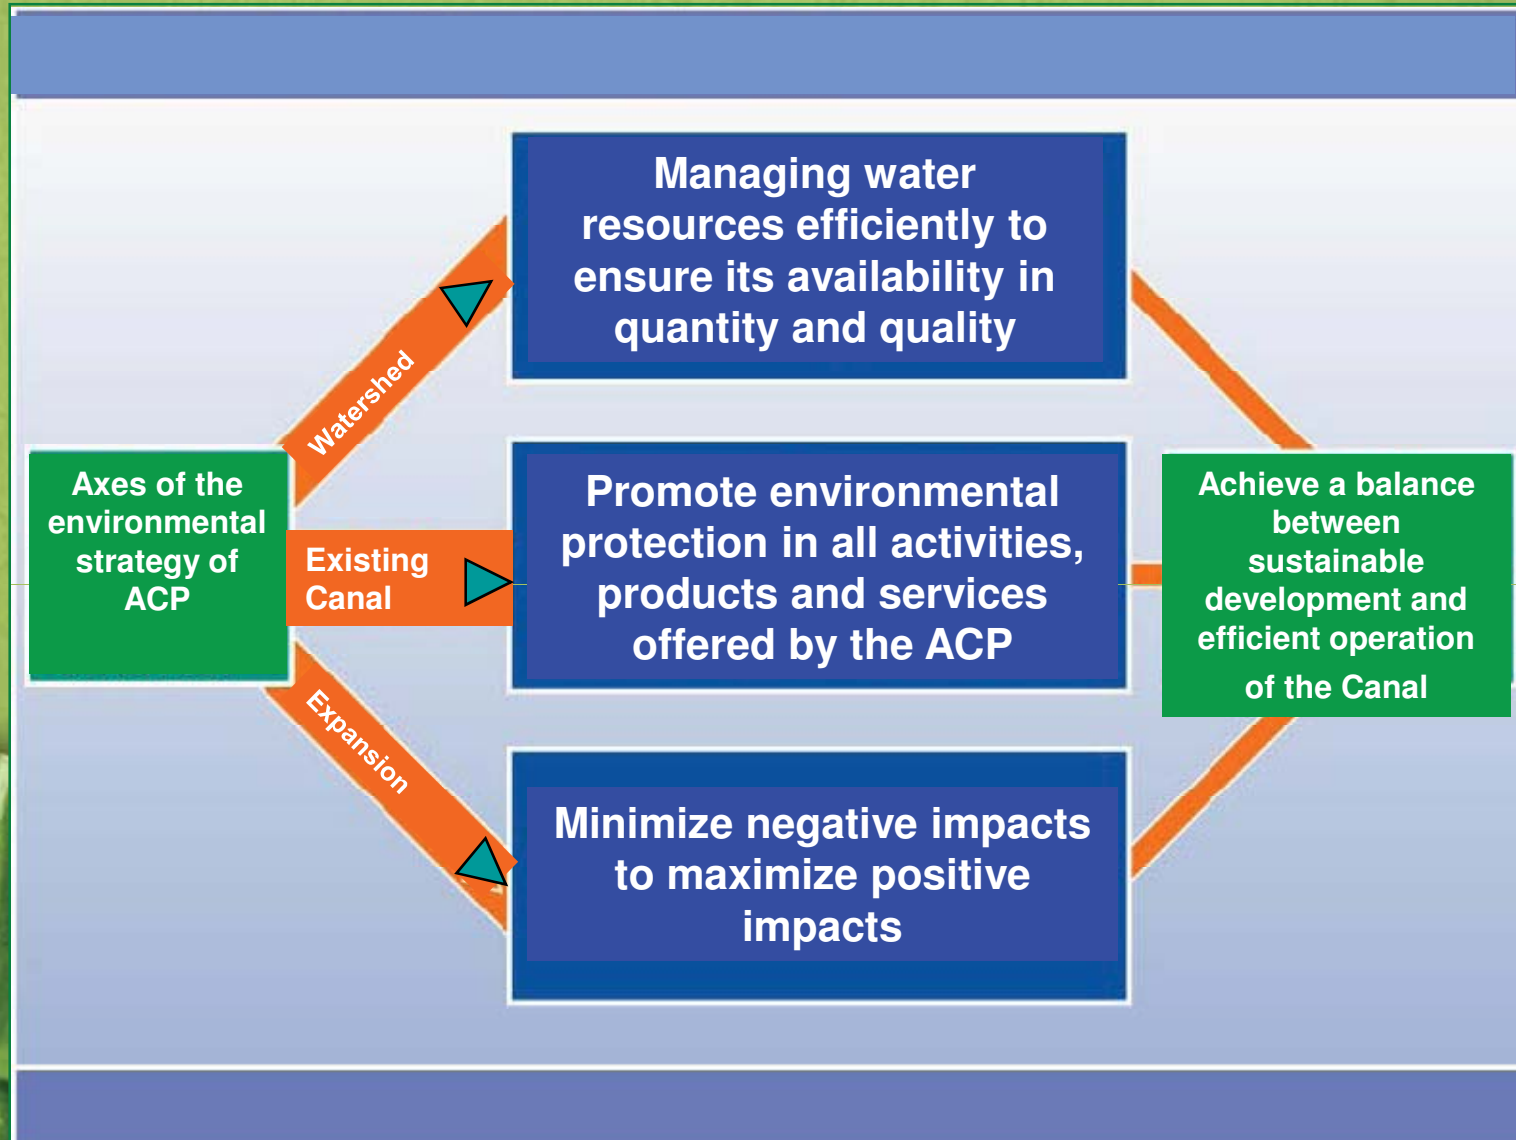 Axes of the
environmental
strategy of
ACP
Watershed
Existing
Canal
Expansion
Managing water
resources efficiently to
ensure its availability in
quantity and quality
Promote environmental
protection in all activities,
products and services
offered by the ACP
Minimize negative impacts
to maximize positive
impacts
Achieve a balance
between
sustainable
development and
efficient operation
of the Canal